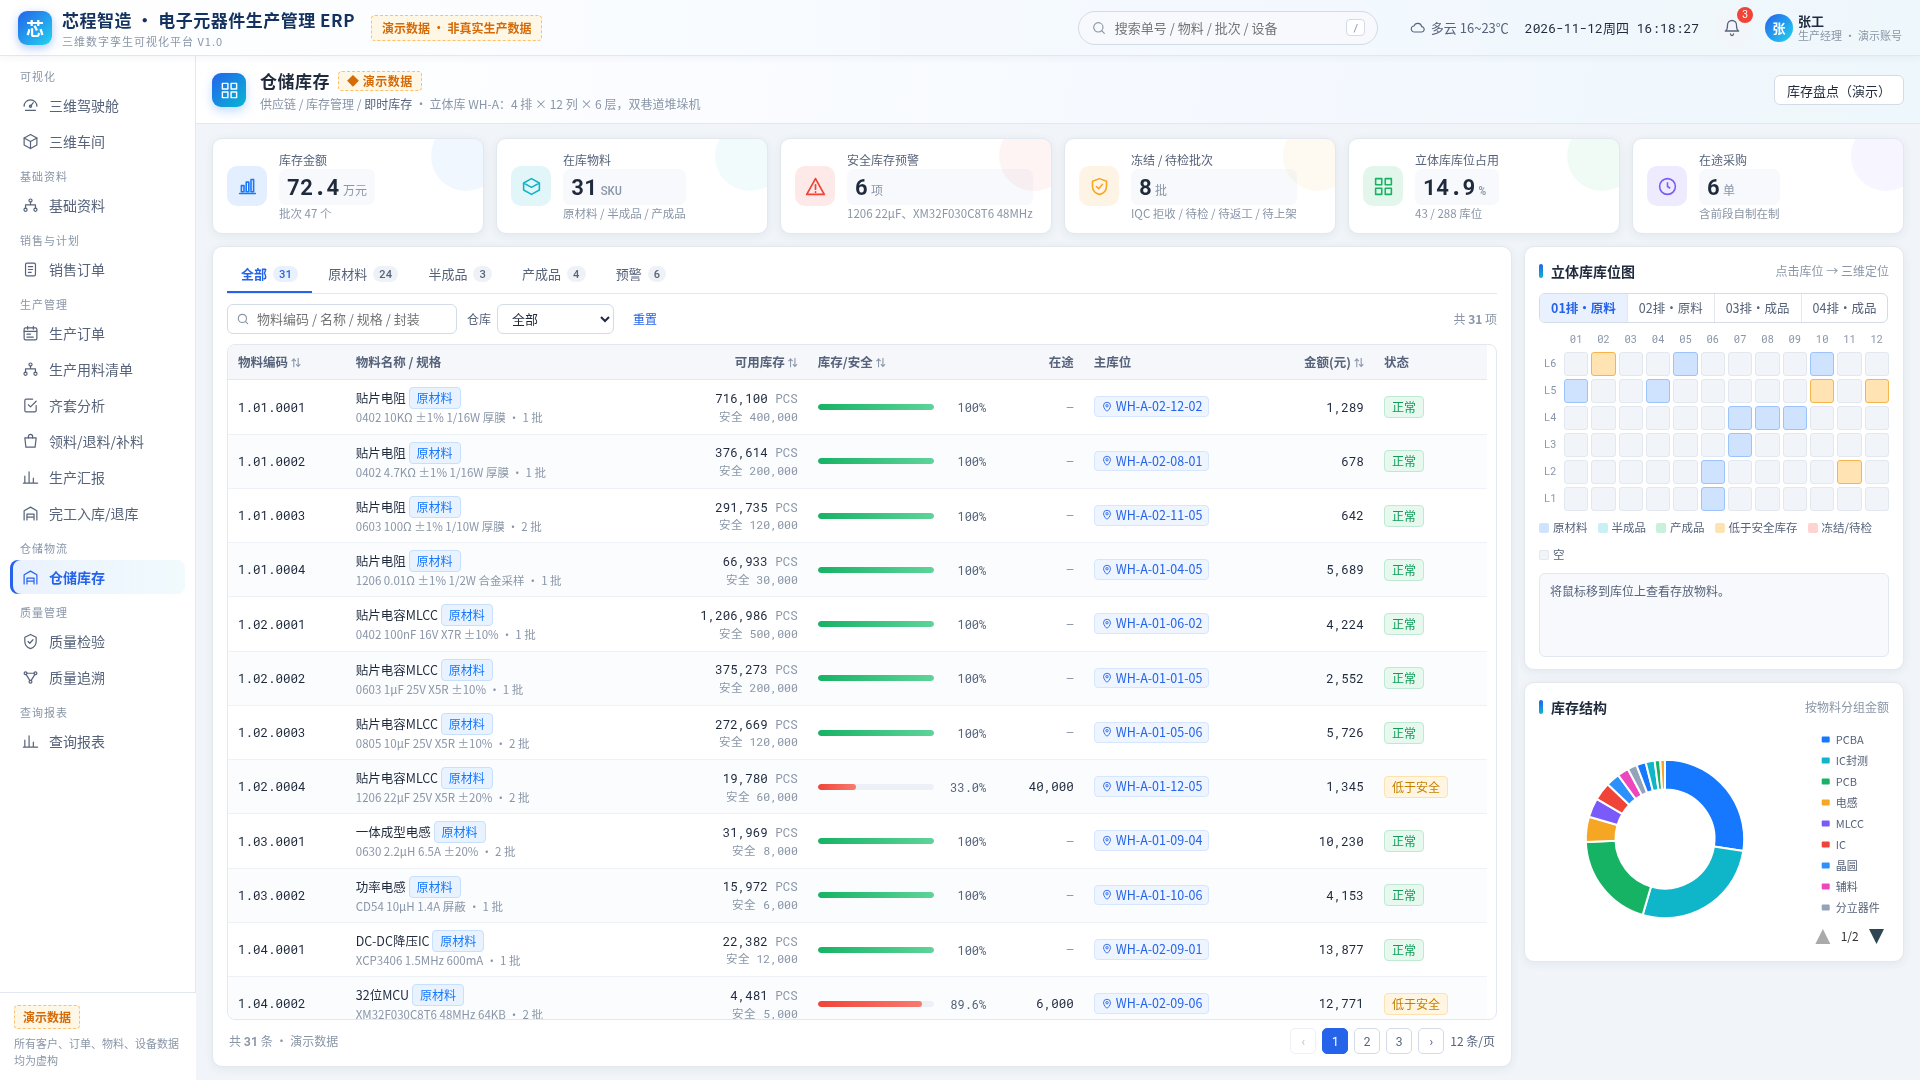 芯
芯程智造 · 电子元器件生产管理 ERP
三维数字孪生可视化平台 V1.0
演示数据 · 非真实生产数据
搜索单号 / 物料 / 批次 / 设备
/
多云 16~23℃
2026-11-12周四 16:18:27
3
张
张工
生产经理 · 演示账号
可视化
三维驾驶舱
三维车间
基础资料
基础资料
销售与计划
销售订单
生产管理
生产订单
生产用料清单
齐套分析
领料/退料/补料
生产汇报
完工入库/退库
仓储物流
仓储库存
质量管理
质量检验
质量追溯
查询报表
查询报表
演示数据
所有客户、订单、物料、设备数据
均为虚构
仓储库存
◆ 演示数据
供应链 / 库存管理 / 即时库存 · 立体库 WH-A：4 排 × 12 列 × 6 层，双巷道堆垛机
库存盘点（演示）
库存金额
72.4 万元
批次 47 个
在库物料
31 SKU
原材料 / 半成品 / 产成品
安全库存预警
6 项
1206 22μF、XM32F030C8T6 48MHz
冻结 / 待检批次
8 批
IQC 拒收 / 待检 / 待返工 / 待上架
立体库库位占用
14.9 %
43 / 288 库位
在途采购
6 单
含前段自制在制
全部 31
原材料 24
半成品 3
产成品 4
预警 6
物料编码 / 名称 / 规格 / 封装
仓库
全部
重置
共 31 项
物料编码 ⇅ 物料名称 / 规格 可用库存 ⇅ 库存/安全 ⇅ 在途 主库位 金额(元) ⇅ 状态
1.01.0001 贴片电阻 原材料 716,100 PCS 100% — WH-A-02-12-02 1,289 正常
0402 10KΩ ±1% 1/16W 厚膜 · 1 批 安全 400,000
1.01.0002 贴片电阻 原材料 376,614 PCS 100% — WH-A-02-08-01 678 正常
0402 4.7KΩ ±1% 1/16W 厚膜 · 1 批 安全 200,000
1.01.0003 贴片电阻 原材料 291,735 PCS 100% — WH-A-02-11-05 642 正常
0603 100Ω ±1% 1/10W 厚膜 · 2 批 安全 120,000
1.01.0004 贴片电阻 原材料 66,933 PCS 100% — WH-A-01-04-05 5,689 正常
1206 0.01Ω ±1% 1/2W 合金采样 · 1 批 安全 30,000
1.02.0001 贴片电容MLCC 原材料 1,206,986 PCS 100% — WH-A-01-06-02 4,224 正常
0402 100nF 16V X7R ±10% · 1 批 安全 500,000
1.02.0002 贴片电容MLCC 原材料 375,273 PCS 100% — WH-A-01-01-05 2,552 正常
0603 1μF 25V X5R ±10% · 1 批 安全 200,000
1.02.0003 贴片电容MLCC 原材料 272,669 PCS 100% — WH-A-01-05-06 5,726 正常
0805 10μF 25V X5R ±10% · 2 批 安全 120,000
1.02.0004 贴片电容MLCC 原材料 19,780 PCS 33.0% 40,000 WH-A-01-12-05 1,345 低于安全
1206 22μF 25V X5R ±20% · 2 批 安全 60,000
1.03.0001 一体成型电感 原材料 31,969 PCS 100% — WH-A-01-09-04 10,230 正常
0630 2.2μH 6.5A ±20% · 2 批 安全 8,000
1.03.0002 功率电感 原材料 15,972 PCS 100% — WH-A-01-10-06 4,153 正常
CD54 10μH 1.4A 屏蔽 · 1 批 安全 6,000
1.04.0001 DC-DC降压IC 原材料 22,382 PCS 100% — WH-A-02-09-01 13,877 正常
XCP3406 1.5MHz 600mA · 1 批 安全 12,000
1.04.0002 32位MCU 原材料 4,481 PCS 89.6% 6,000 WH-A-02-09-06 12,771 低于安全
XM32F030C8T6 48MHz 64KB · 2 批 安全 5,000
共 31 条 · 演示数据
‹ 1 2 3 › 12 条/页
立体库库位图
点击库位 → 三维定位
01排 · 原料 02排 · 原料 03排 · 成品 04排 · 成品
01 02 03 04 05 06 07 08 09 10 11 12
L6
L5
L4
L3
L2
L1
原材料 半成品 产成品 低于安全库存 冻结/待检
空
将鼠标移到库位上查看存放物料。
库存结构
按物料分组金额
PCBA
IC封测
PCB
电感
MLCC
IC
晶圆
辅料
分立器件
1/2